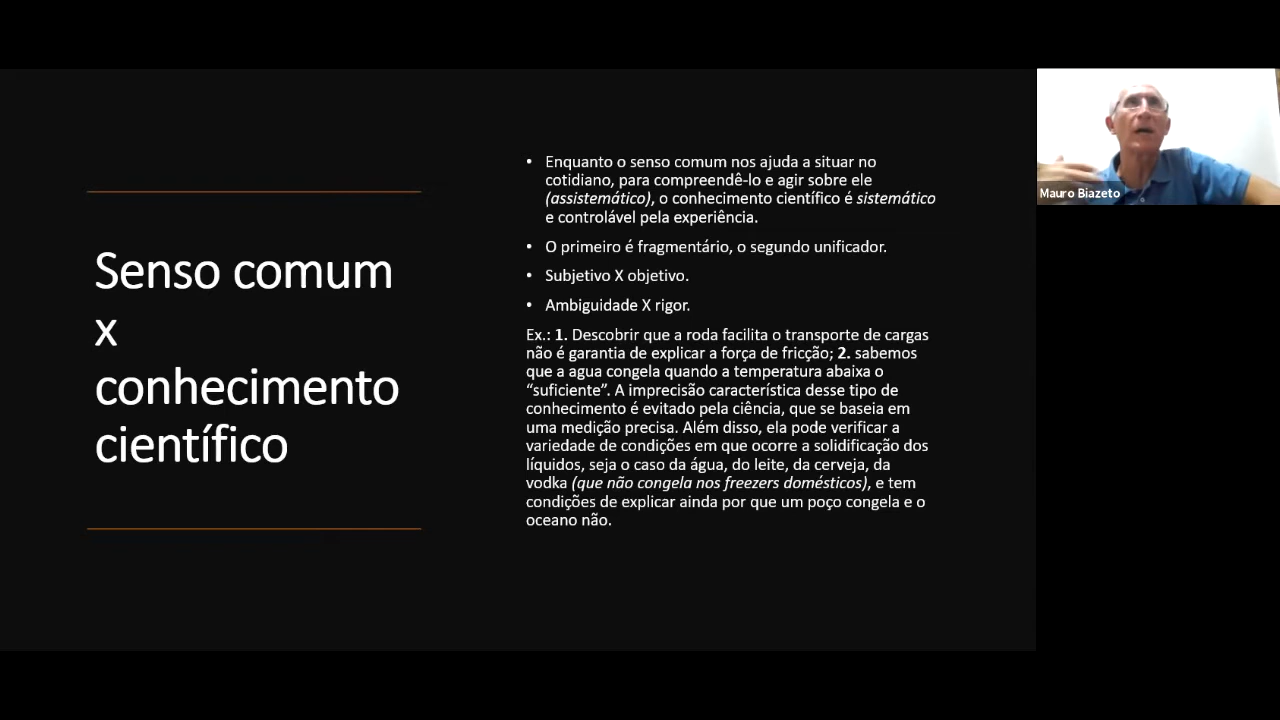 Senso comum
x
conhecimento
científico
• Enquanto o senso comum nos ajuda a situar no
cotidiano, para compreendê-lo e agir sobre ele
(assistemático), o conhecimento científico é sistemático
e controlável pela experiência.
• O primeiro é fragmentário, o segundo unificador.
• Subjetivo X objetivo.
• Ambiguidade X rigor.
Ex.: 1. Descobrir que a roda facilita o transporte de cargas
não é garantia de explicar a força de fricção; 2. sabemos
que a agua congela quando a temperatura abaixa o
“suficiente”. A imprecisão característica desse tipo de
conhecimento é evitado pela ciência, que se baseia em
uma medição precisa. Além disso, ela pode verificar a
variedade de condições em que ocorre a solidificação dos
líquidos, seja o caso da água, do leite, da cerveja, da
vodka (que não congela nos freezers domésticos), e tem
condições de explicar ainda por que um poço congela e o
oceano não.
Mauro Biazeto